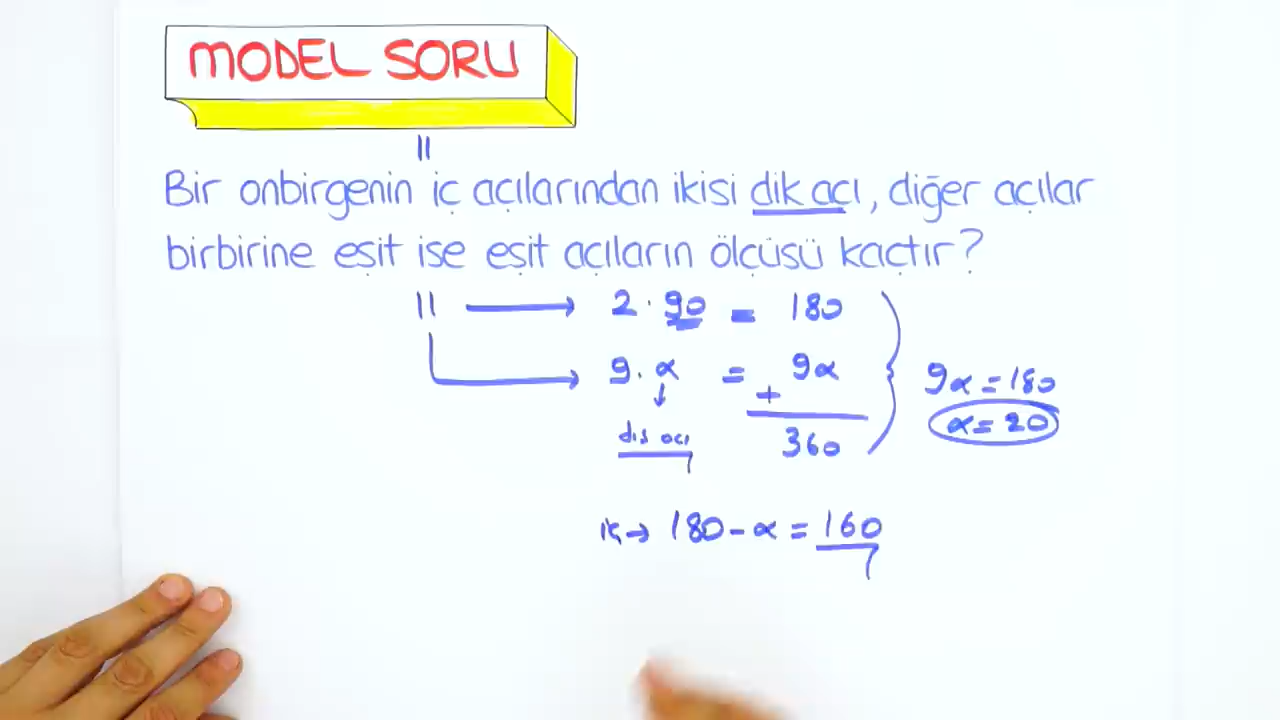 MODEL SORU
11
Bir onbirgenin iç açılarından ikisi dik açı, diğer açılar
birbirine eşit ise eşit açıların ölçüsü kaçtır?
11 → 2 . 90 = 180
→ 9 . α = 9α
+
9α = 180
↓
α = 20
dış açı
360
iç → 180 - α = 160